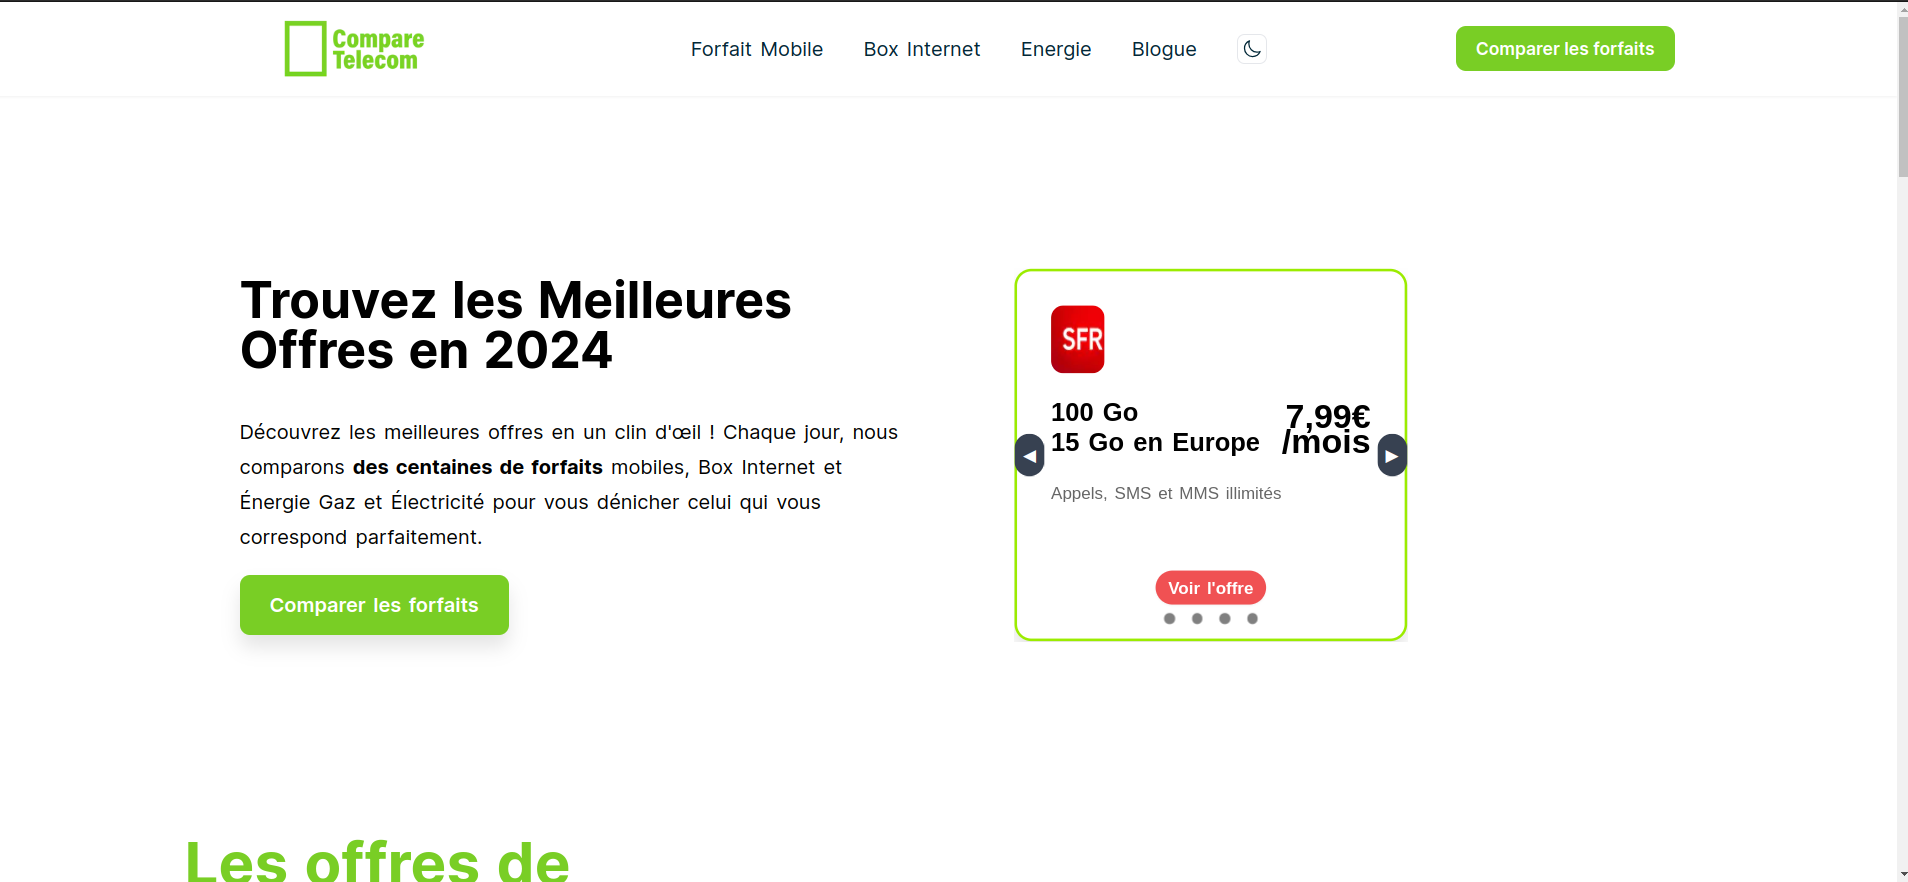 Compare
Telecom
Forfait Mobile
Box Internet
Energie
Blogue
Comparer les forfaits
Trouvez les Meilleures
Offres en 2024
Découvrez les meilleures offres en un clin d'œil ! Chaque jour, nous
comparons des centaines de forfaits mobiles, Box Internet et
Énergie Gaz et Électricité pour vous dénicher celui qui vous
correspond parfaitement.
Comparer les forfaits
SFR
100 Go
15 Go en Europe
7,99€
/mois
Appels, SMS et MMS illimités
Voir l'offre
Les offres de